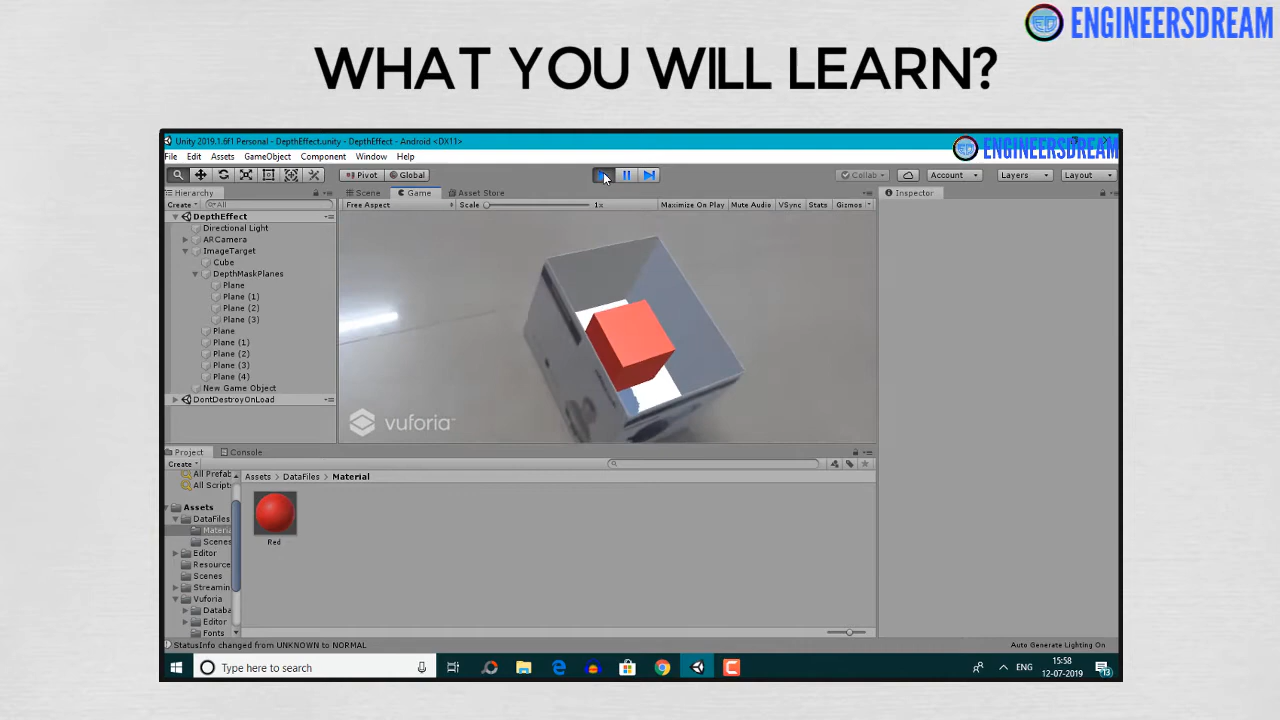 ENGINEERSDREAM
WHAT YOU WILL LEARN?
Unity 2019.1.6f1 Personal - DepthEffect.unity - DepthEffect - Android <DX11>
ENGINEERSDREAM
File Edit Assets GameObject Component Window Help
Pivot Global Collab Account Layers Layout
Hierarchy Scene Game Asset Store Inspector
Create All Free Aspect Scale 1x Maximize On Play Mute Audio VSync Stats Gizmos
DepthEffect
Directional Light
ARCamera
ImageTarget
Cube
DepthMaskPlanes
Plane
Plane (1)
Plane (2)
Plane (3)
Plane
Plane (1)
Plane (2)
Plane (3)
Plane (4)
New Game Object
DontDestroyOnLoad
vuforia
Project Console
Create
All Prefab
All Scripts
Assets
DataFiles
Materia
Scenes
Editor
Resource
Scenes
Streamin
Vuforia
Databa
Editor
Fonts
Assets DataFiles Material
Red
StatusInfo changed from UNKNOWN to NORMAL
Auto Generate Lighting On
Type here to search
ENG
15:58
12-07-2019
13